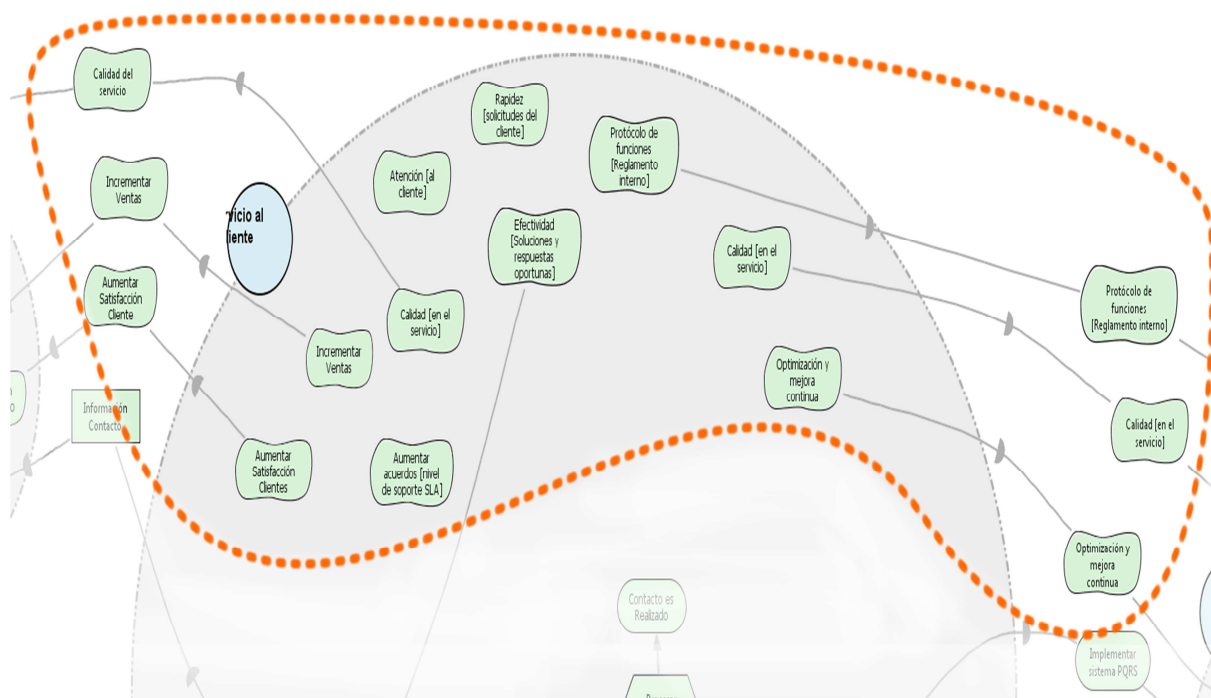 Calidad del
servicio
Rapidez
[solicitudes del
cliente]
Protócolo de
funciones
[Reglamento
interno]
Incrementar
Ventas
Atención [al
cliente]
vicio al
iente
Efectividad
[Soluciones y
respuestas
oportunas]
Calidad [en el
servicio]
Aumentar
Satisfacción
Cliente
Protócolo de
funciones
[Reglamento interno]
Calidad [en el
servicio]
Incrementar
Ventas
Optimización y
mejora
continua
Información
Contacto
Calidad [en el
servicio]
Aumentar
Satisfacción
Clientes
Aumentar
acuerdos [nivel
de soporte SLA]
Optimización y
mejora
continua
Contacto es
Realizado
Implementar
sistema PQRS